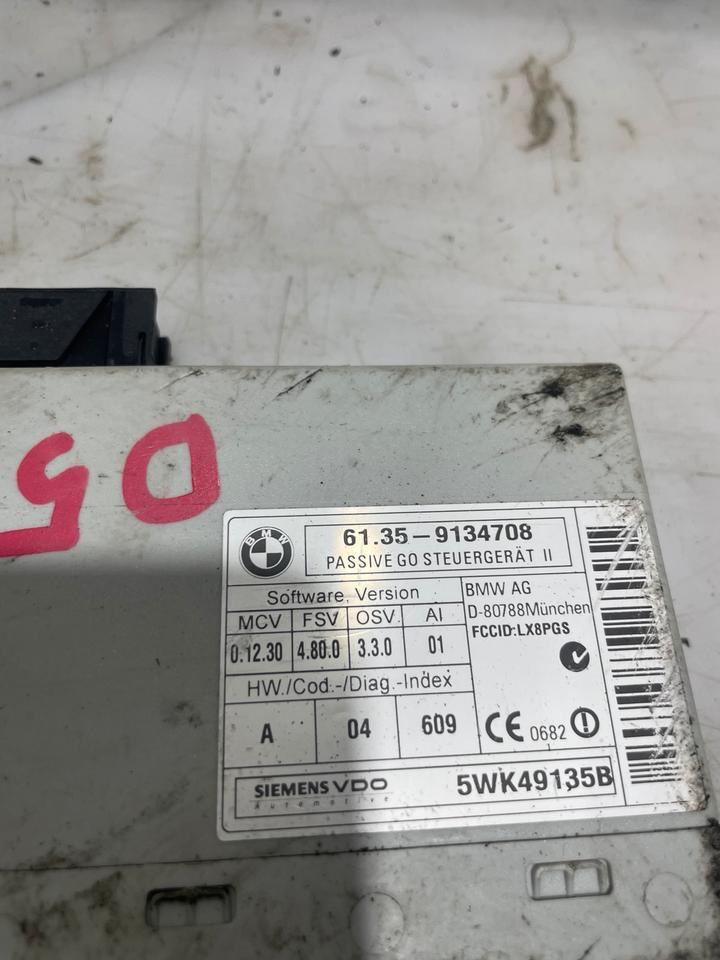 D5
BMW
61.35-9134708
PASSIVE GO STEUERGERÄT II
Software. Version
MCV FSV OSV AI
0.12.30 4.80.0 3.3.0 01
HW./Cod.-/Diag.-Index
A 04 609
BMW AG
D-80788München
FCCID:LX8PGS
CE 0682
SIEMENS VDO
Automotive
5WK49135B